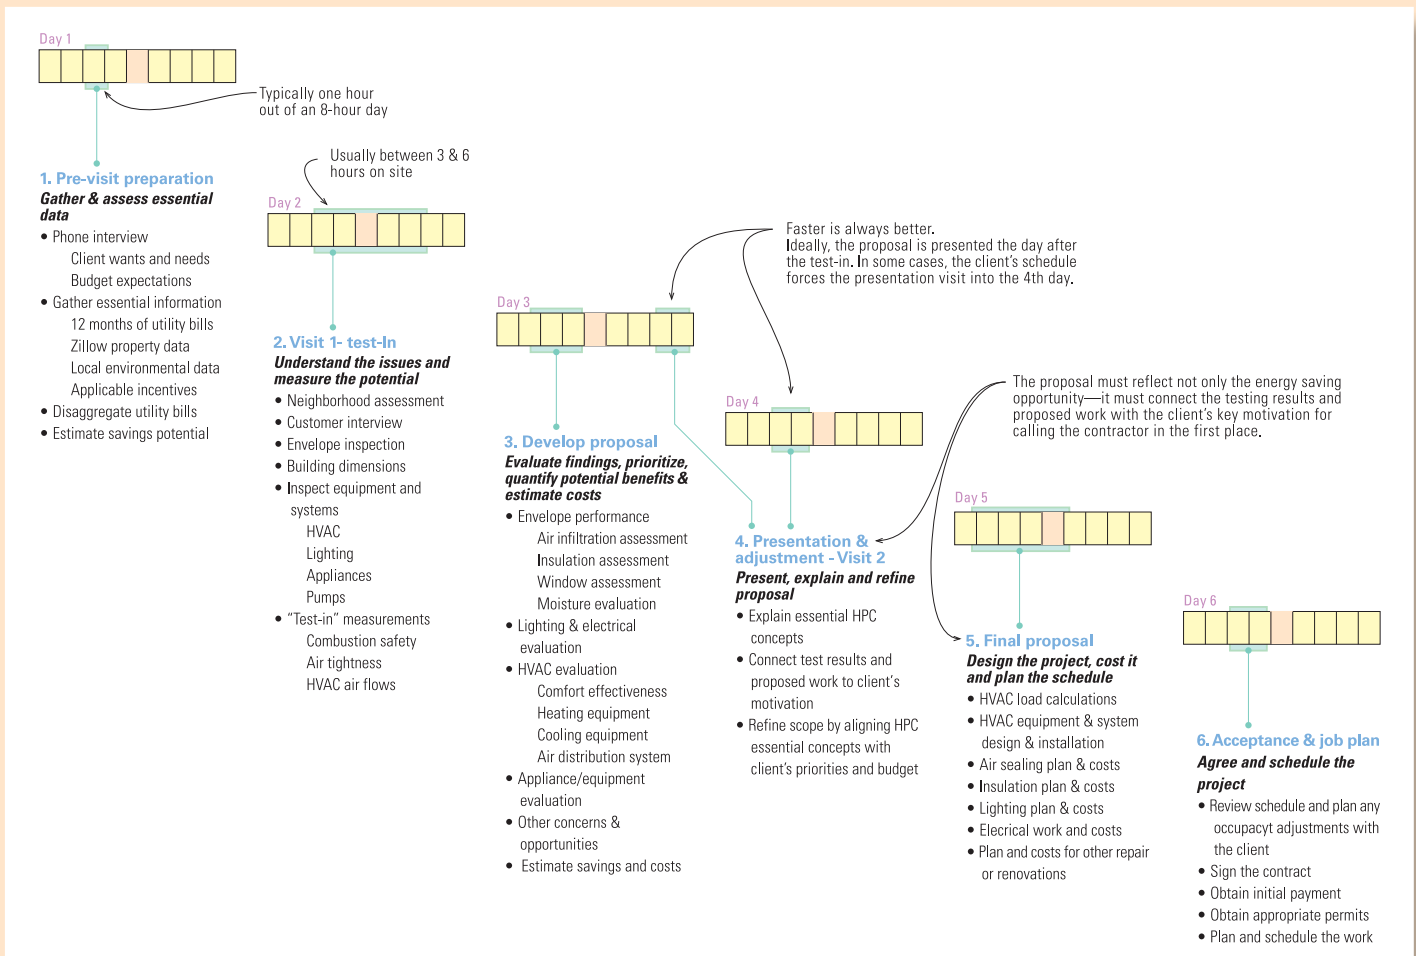 Day 1
Typically one hour
out of an 8-hour day
1. Pre-visit preparation
Gather & assess essential
data
• Phone interview
Client wants and needs
Budget expectations
• Gather essential information
12 months of utility bills
Zillow property data
Local environmental data
Applicable incentives
• Disaggregate utility bills
• Estimate savings potential
Usually between 3 & 6
hours on site
Day 2
2. Visit 1- test-In
Understand the issues and
measure the potential
• Neighborhood assessment
• Customer interview
• Envelope inspection
• Building dimensions
• Inspect equipment and
systems
HVAC
Lighting
Appliances
Pumps
• “Test-in” measurements
Combustion safety
Air tightness
HVAC air flows
Faster is always better.
Ideally, the proposal is presented the day after
the test-in. In some cases, the client’s schedule
forces the presentation visit into the 4th day.
Day 3
3. Develop proposal
Evaluate findings, prioritize,
quantify potential benefits &
estimate costs
• Envelope performance
Air infiltration assessment
Insulation assessment
Window assessment
Moisture evaluation
• Lighting & electrical
evaluation
• HVAC evaluation
Comfort effectiveness
Heating equipment
Cooling equipment
Air distribution system
• Appliance/equipment
evaluation
• Other concerns &
opportunities
• Estimate savings and costs
Day 4
4. Presentation &
adjustment - Visit 2
Present, explain and refine
proposal
• Explain essential HPC
concepts
• Connect test results and
proposed work to client’s
motivation
• Refine scope by aligning HPC
essential concepts with
client’s priorities and budget
The proposal must reflect not only the energy saving
opportunity—it must connect the testing results and
proposed work with the client’s key motivation for
calling the contractor in the first place.
Day 5
5. Final proposal
Design the project, cost it
and plan the schedule
• HVAC load calculations
• HVAC equipment & system
design & installation
• Air sealing plan & costs
• Insulation plan & costs
• Lighting plan & costs
• Elecrical work and costs
• Plan and costs for other repair
or renovations
Day 6
6. Acceptance & job plan
Agree and schedule the
project
• Review schedule and plan any
occupacyt adjustments with
the client
• Sign the contract
• Obtain initial payment
• Obtain appropriate permits
• Plan and schedule the work